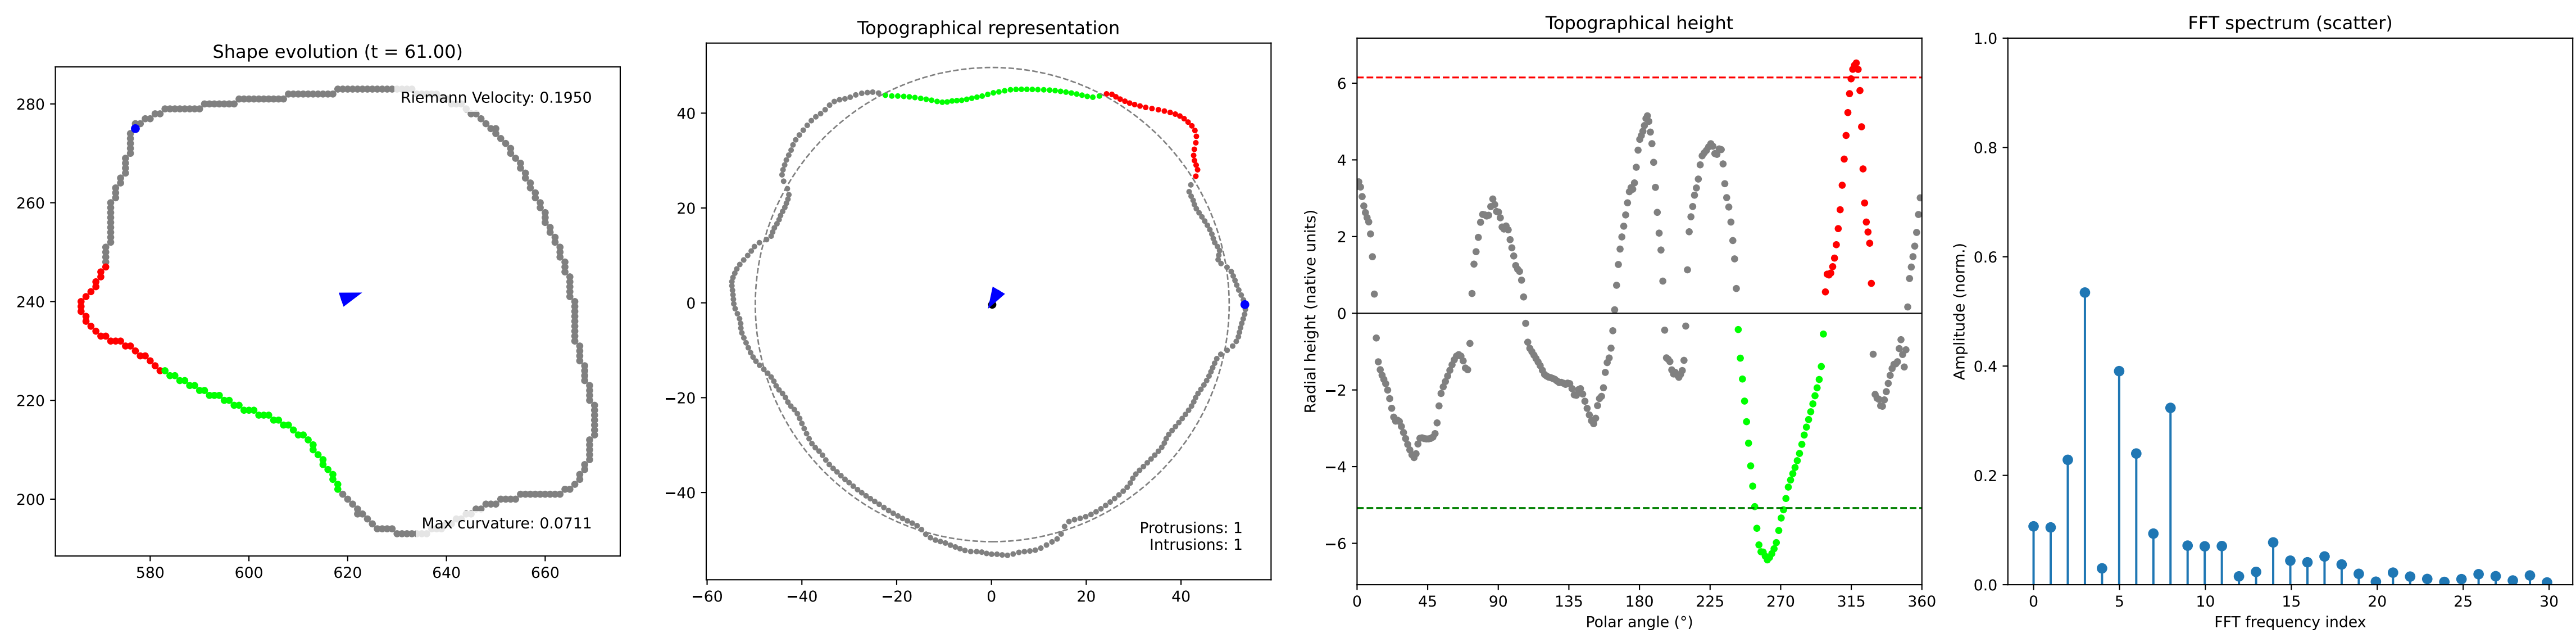 Shape evolution (t = 61.00)
Riemann Velocity: 0.1950
Max curvature: 0.0711
280
260
240
220
200
580 600 620 640 660
Topographical representation
40
20
0
−20
−40
−60 −40 −20 0 20 40
Protrusions: 1
Intrusions: 1
Topographical height
Radial height (native units)
6
4
2
0
−2
−4
−6
0 45 90 135 180 225 270 315 360
Polar angle (°)
FFT spectrum (scatter)
Amplitude (norm.)
1.0
0.8
0.6
0.4
0.2
0.0
0 5 10 15 20 25 30
FFT frequency index